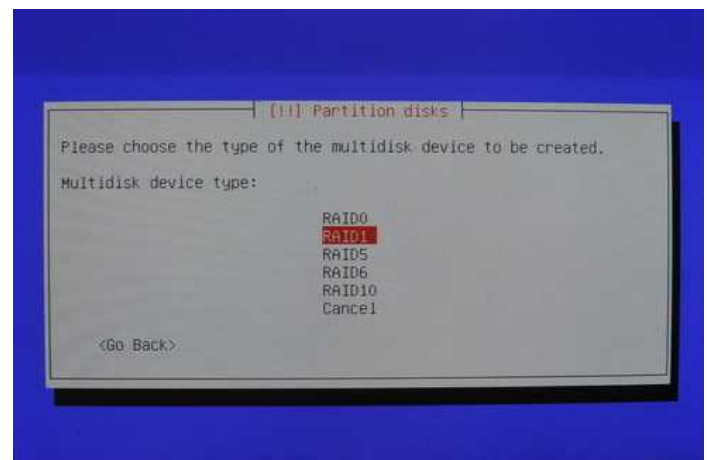 [!!] Partition disks
Please choose the type of the multidisk device to be created.
Multidisk device type:
RAID0
RAID1
RAID5
RAID6
RAID10
Cancel
<Go Back>